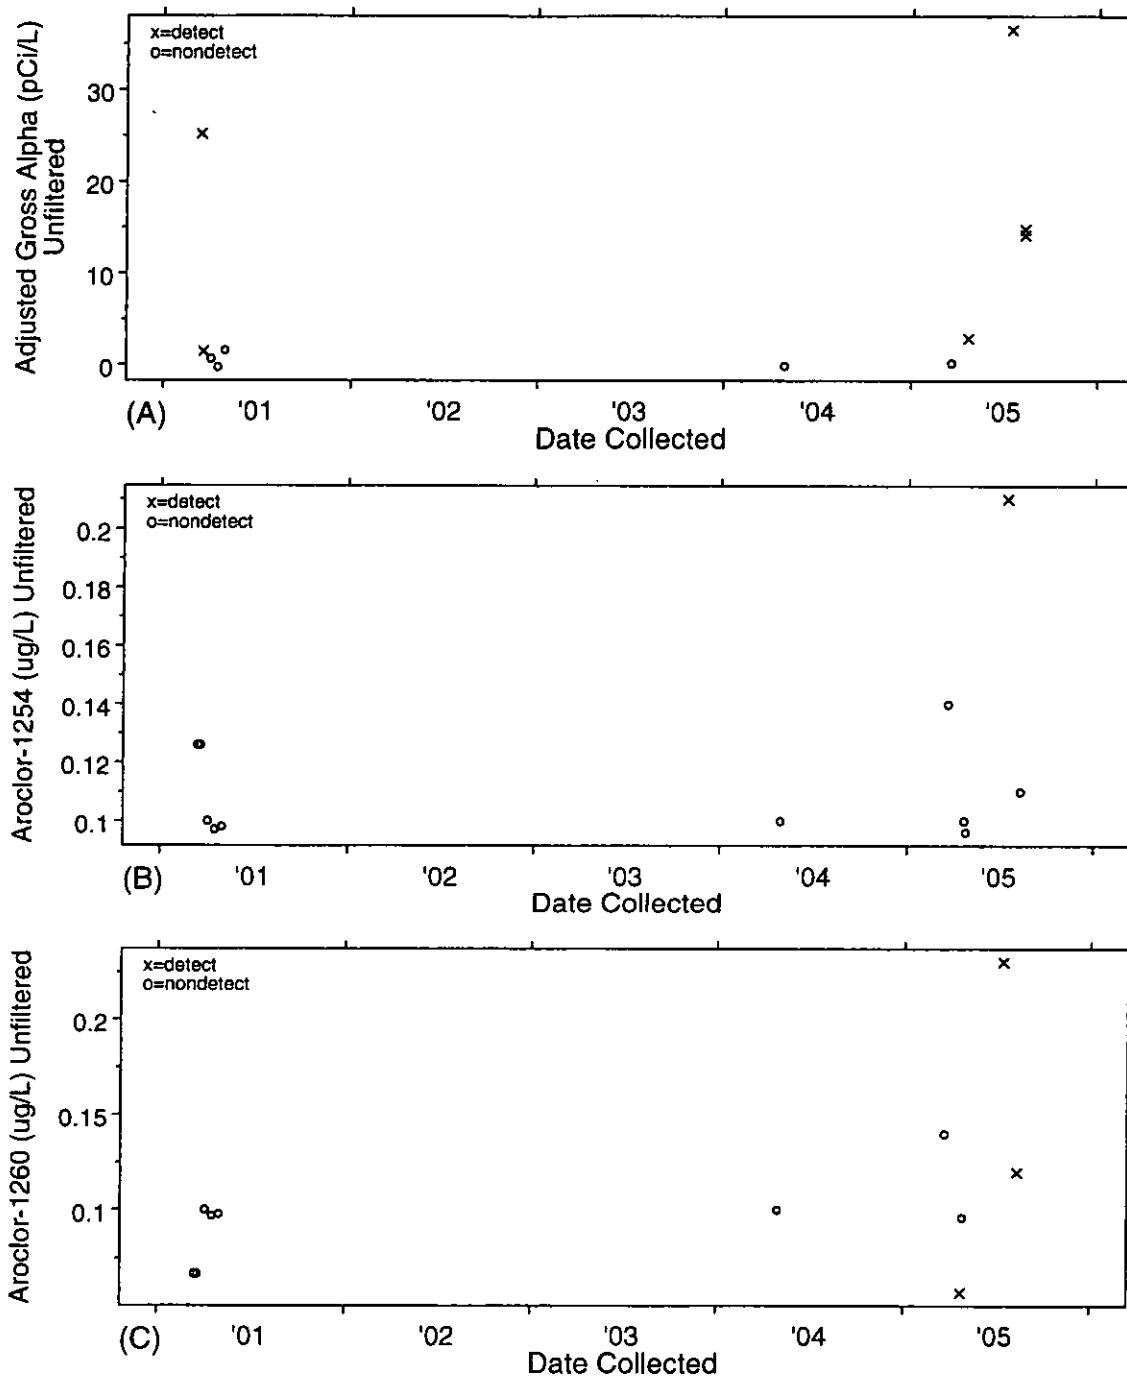 x=detect
o=nondetect
Adjusted Gross Alpha (pCi/L)
Unfiltered
30
20
10
0
(A)
'01 '02 '03 '04 '05
Date Collected
x=detect
o=nondetect
Aroclor-1254 (ug/L) Unfiltered
0.2
0.18
0.16
0.14
0.12
0.1
(B)
'01 '02 '03 '04 '05
Date Collected
x=detect
o=nondetect
Aroclor-1260 (ug/L) Unfiltered
0.2
0.15
0.1
(C)
'01 '02 '03 '04 '05
Date Collected